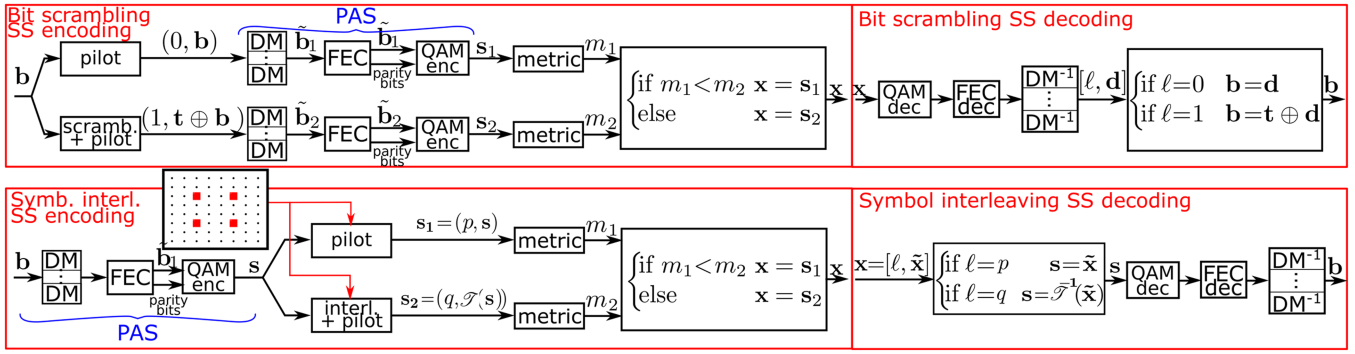 Bit scrambling
SS encoding
PAS
b
pilot
(0, b)
DM
⋮
DM
b̃₁
FEC
b̃₁
parity
bits
QAM
enc
s₁
metric
m₁
scramb.
+ pilot
(1, t ⊕ b)
DM
⋮
DM
b̃₂
FEC
b̃₂
parity
bits
QAM
enc
s₂
metric
m₂
if m₁<m₂ x = s₁
else x = s₂
x
Bit scrambling SS decoding
x
QAM
dec
FEC
dec
DM⁻¹
⋮
DM⁻¹
[ℓ, d]
if ℓ=0 b=d
if ℓ=1 b=t ⊕ d
b
Symb. interl.
SS encoding
b
DM
⋮
DM
FEC
b̃₁
parity
bits
QAM
enc
s
PAS
pilot
s₁=(p, s)
metric
m₁
interl.
+ pilot
s₂=(q, 𝒯(s))
metric
m₂
if m₁<m₂ x = s₁
else x = s₂
x
Symbol interleaving SS decoding
x=[ℓ, x̃]
if ℓ=p s=x̃
if ℓ=q s=𝒯⁻¹(x̃)
s
QAM
dec
FEC
dec
DM⁻¹
⋮
DM⁻¹
b